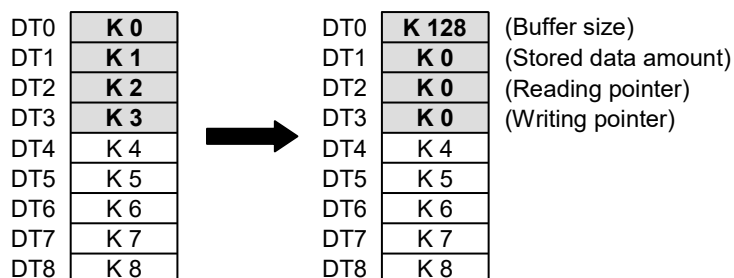 DT0 K 0 DT0 K 128 (Buffer size)
DT1 K 1 DT1 K 0 (Stored data amount)
DT2 K 2 DT2 K 0 (Reading pointer)
DT3 K 3 DT3 K 0 (Writing pointer)
DT4 K 4 DT4 K 4
DT5 K 5 DT5 K 5
DT6 K 6 DT6 K 6
DT7 K 7 DT7 K 7
DT8 K 8 DT8 K 8